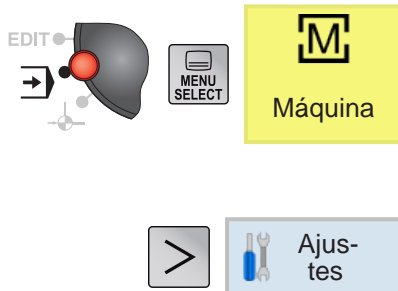 EDIT
MENU
SELECT
M
Máquina
>
Ajus-
tes